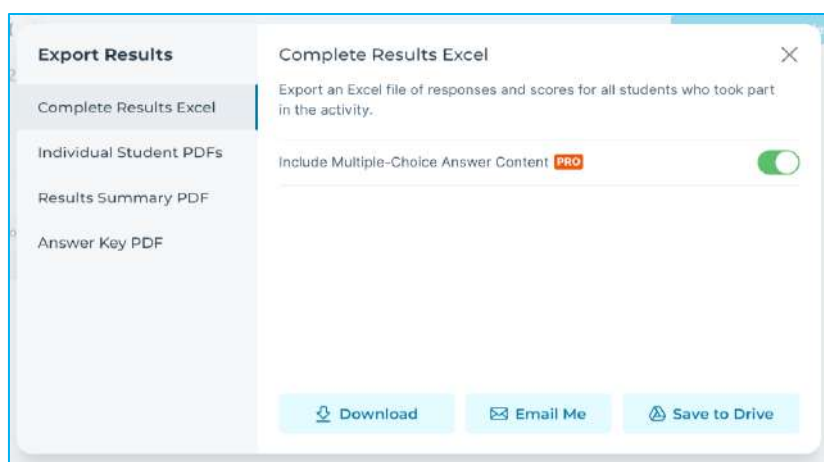 Export Results
Complete Results Excel
Individual Student PDFs
Results Summary PDF
Answer Key PDF
Complete Results Excel
Export an Excel file of responses and scores for all students who took part
in the activity.
Include Multiple-Choice Answer Content PRO
Download
Email Me
Save to Drive